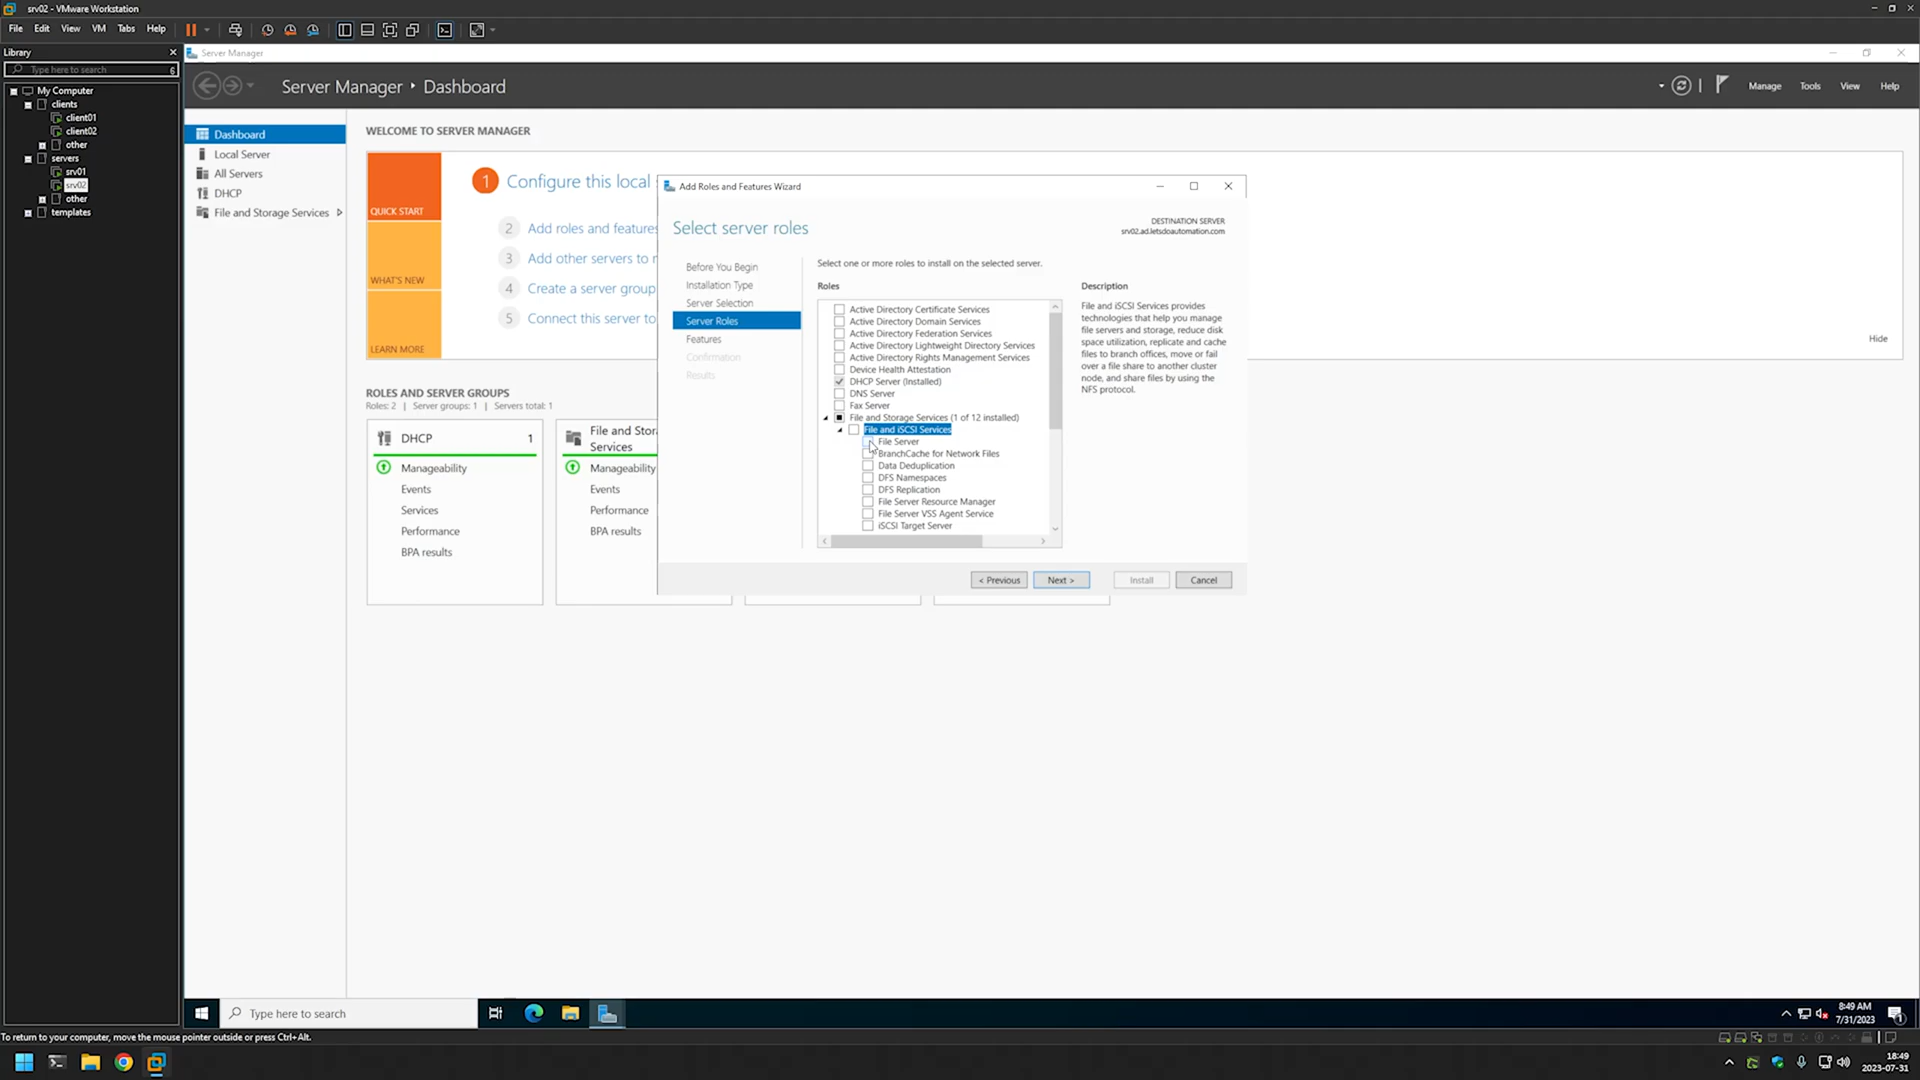 srv02 - VMware Workstation
File Edit View VM Tabs Help
Library
Type here to search
My Computer
clients
client01
client02
other
servers
srv01
srv02
other
templates
Server Manager
Server Manager • Dashboard
Manage Tools View Help
Dashboard
Local Server
All Servers
DHCP
File and Storage Services
WELCOME TO SERVER MANAGER
QUICK START
WHAT'S NEW
LEARN MORE
1 Configure this local
2 Add roles and features
3 Add other servers to
4 Create a server group
5 Connect this server to
Hide
ROLES AND SERVER GROUPS
Roles: 2 | Server groups: 1 | Servers total: 1
DHCP 1
Manageability
Events
Services
Performance
BPA results
File and Stora
Services
Manageability
Events
Performance
BPA results
Add Roles and Features Wizard
Select server roles
DESTINATION SERVER
srv02.ad.letsdoautomation.com
Before You Begin
Installation Type
Server Selection
Server Roles
Features
Confirmation
Results
Select one or more roles to install on the selected server.
Roles
Active Directory Certificate Services
Active Directory Domain Services
Active Directory Federation Services
Active Directory Lightweight Directory Services
Active Directory Rights Management Services
Device Health Attestation
DHCP Server (Installed)
DNS Server
Fax Server
File and Storage Services (1 of 12 installed)
File and iSCSI Services
File Server
BranchCache for Network Files
Data Deduplication
DFS Namespaces
DFS Replication
File Server Resource Manager
File Server VSS Agent Service
iSCSI Target Server
Description
File and iSCSI Services provides
technologies that help you manage
file servers and storage, reduce disk
space utilization, replicate and cache
files to branch offices, move or fail
over a file share to another cluster
node, and share files by using the
NFS protocol.
< Previous Next > Install Cancel
Type here to search
8:49 AM
7/31/2023
To return to your computer, move the mouse pointer outside or press Ctrl+Alt.
18:49
2023-07-31